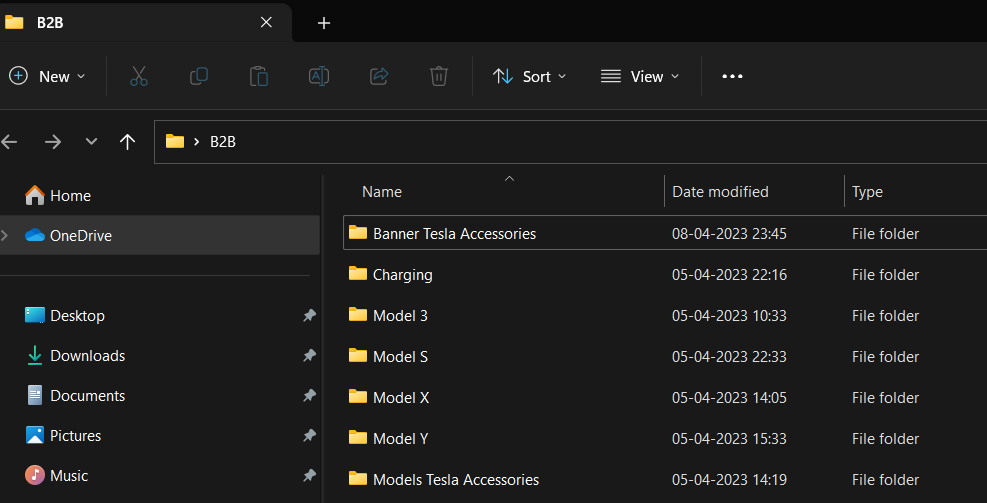 B2B
New
Sort
View
B2B
Home
OneDrive
Desktop
Downloads
Documents
Pictures
Music
Name Date modified Type
Banner Tesla Accessories 08-04-2023 23:45 File folder
Charging 05-04-2023 22:16 File folder
Model 3 05-04-2023 10:33 File folder
Model S 05-04-2023 22:33 File folder
Model X 05-04-2023 14:05 File folder
Model Y 05-04-2023 15:33 File folder
Models Tesla Accessories 05-04-2023 14:19 File folder